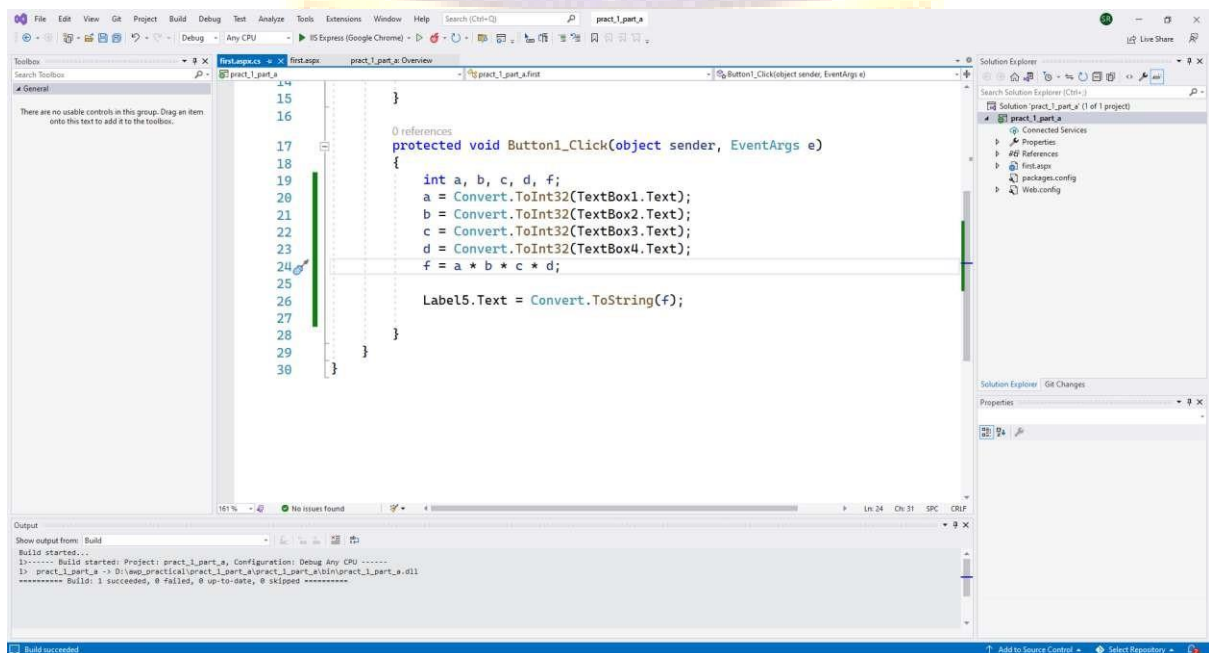 File Edit View Git Project Build Debug Test Analyze Tools Extensions Window Help Search (Ctrl+Q) pract_1_part_a SR
Debug Any CPU IIS Express (Google Chrome) Live Share
Toolbox
Search Toolbox
General
There are no usable controls in this group. Drag an item
onto this text to add it to the toolbox.
first.aspx.cs first.aspx pract_1_part_a: Overview
pract_1_part_a pract_1_part_a.first Button1_Click(object sender, EventArgs e)
14
15 }
16
0 references
17 protected void Button1_Click(object sender, EventArgs e)
18 {
19 int a, b, c, d, f;
20 a = Convert.ToInt32(TextBox1.Text);
21 b = Convert.ToInt32(TextBox2.Text);
22 c = Convert.ToInt32(TextBox3.Text);
23 d = Convert.ToInt32(TextBox4.Text);
24 f = a * b * c * d;
25
26 Label5.Text = Convert.ToString(f);
27
28 }
29 }
30 }
161 % No issues found Ln: 24 Ch: 31 SPC CRLF
Solution Explorer
Search Solution Explorer (Ctrl+;)
Solution 'pract_1_part_a' (1 of 1 project)
pract_1_part_a
Connected Services
Properties
References
first.aspx
packages.config
Web.config
Solution Explorer Git Changes
Properties
Output
Show output from: Build
Build started...
1>------ Build started: Project: pract_1_part_a, Configuration: Debug Any CPU ------
1> pract_1_part_a -> D:\awp_practical\pract_1_part_a\pract_1_part_a\bin\pract_1_part_a.dll
========== Build: 1 succeeded, 0 failed, 0 up-to-date, 0 skipped ==========
Build succeeded Add to Source Control Select Repository